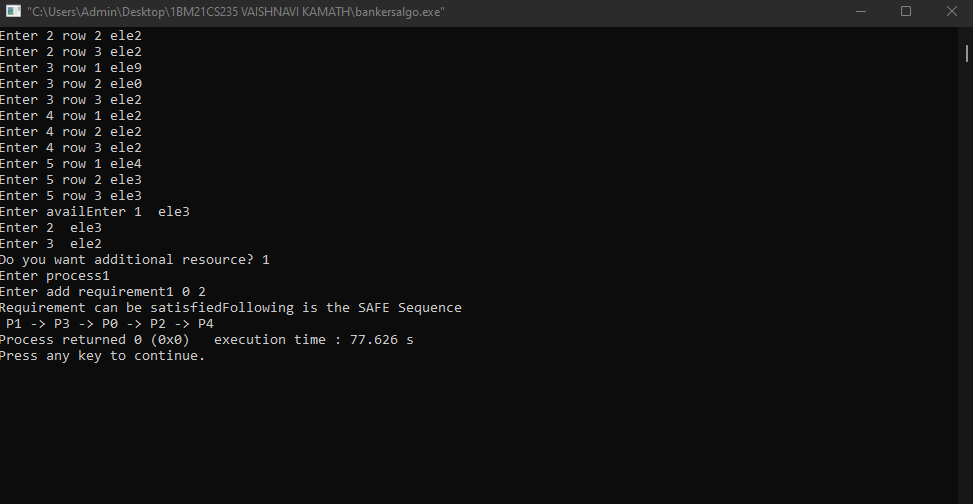 "C:\Users\Admin\Desktop\1BM21CS235 VAISHNAVI KAMATH\bankersalgo.exe"
Enter 2 row 2 ele2
Enter 2 row 3 ele2
Enter 3 row 1 ele9
Enter 3 row 2 ele0
Enter 3 row 3 ele2
Enter 4 row 1 ele2
Enter 4 row 2 ele2
Enter 4 row 3 ele2
Enter 5 row 1 ele4
Enter 5 row 2 ele3
Enter 5 row 3 ele3
Enter availEnter 1  ele3
Enter 2  ele3
Enter 3  ele2
Do you want additional resource? 1
Enter process1
Enter add requirement1 0 2
Requirement can be satisfiedFollowing is the SAFE Sequence
 P1 -> P3 -> P0 -> P2 -> P4
Process returned 0 (0x0)   execution time : 77.626 s
Press any key to continue.